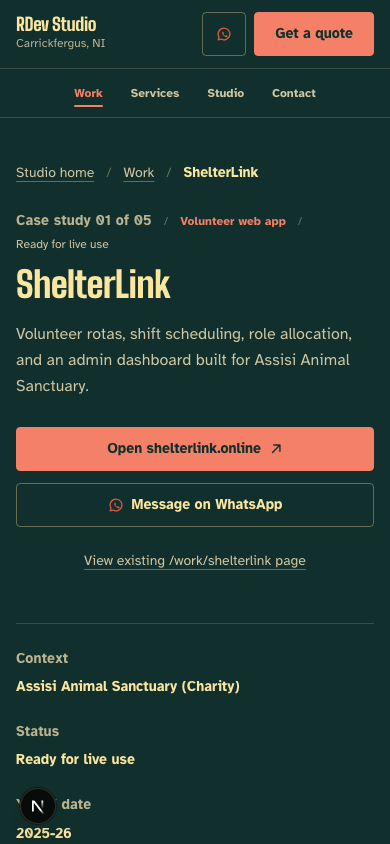 RDev Studio
Carrickfergus, NI
Get a quote
Work Services Studio Contact
Studio home / Work / ShelterLink
Case study 01 of 05 / Volunteer web app /
Ready for live use
ShelterLink
Volunteer rotas, shift scheduling, role allocation,
and an admin dashboard built for Assisi Animal
Sanctuary.
Open shelterlink.online
Message on WhatsApp
View existing /work/shelterlink page
Context
Assisi Animal Sanctuary (Charity)
Status
Ready for live use
N
date
2025-26